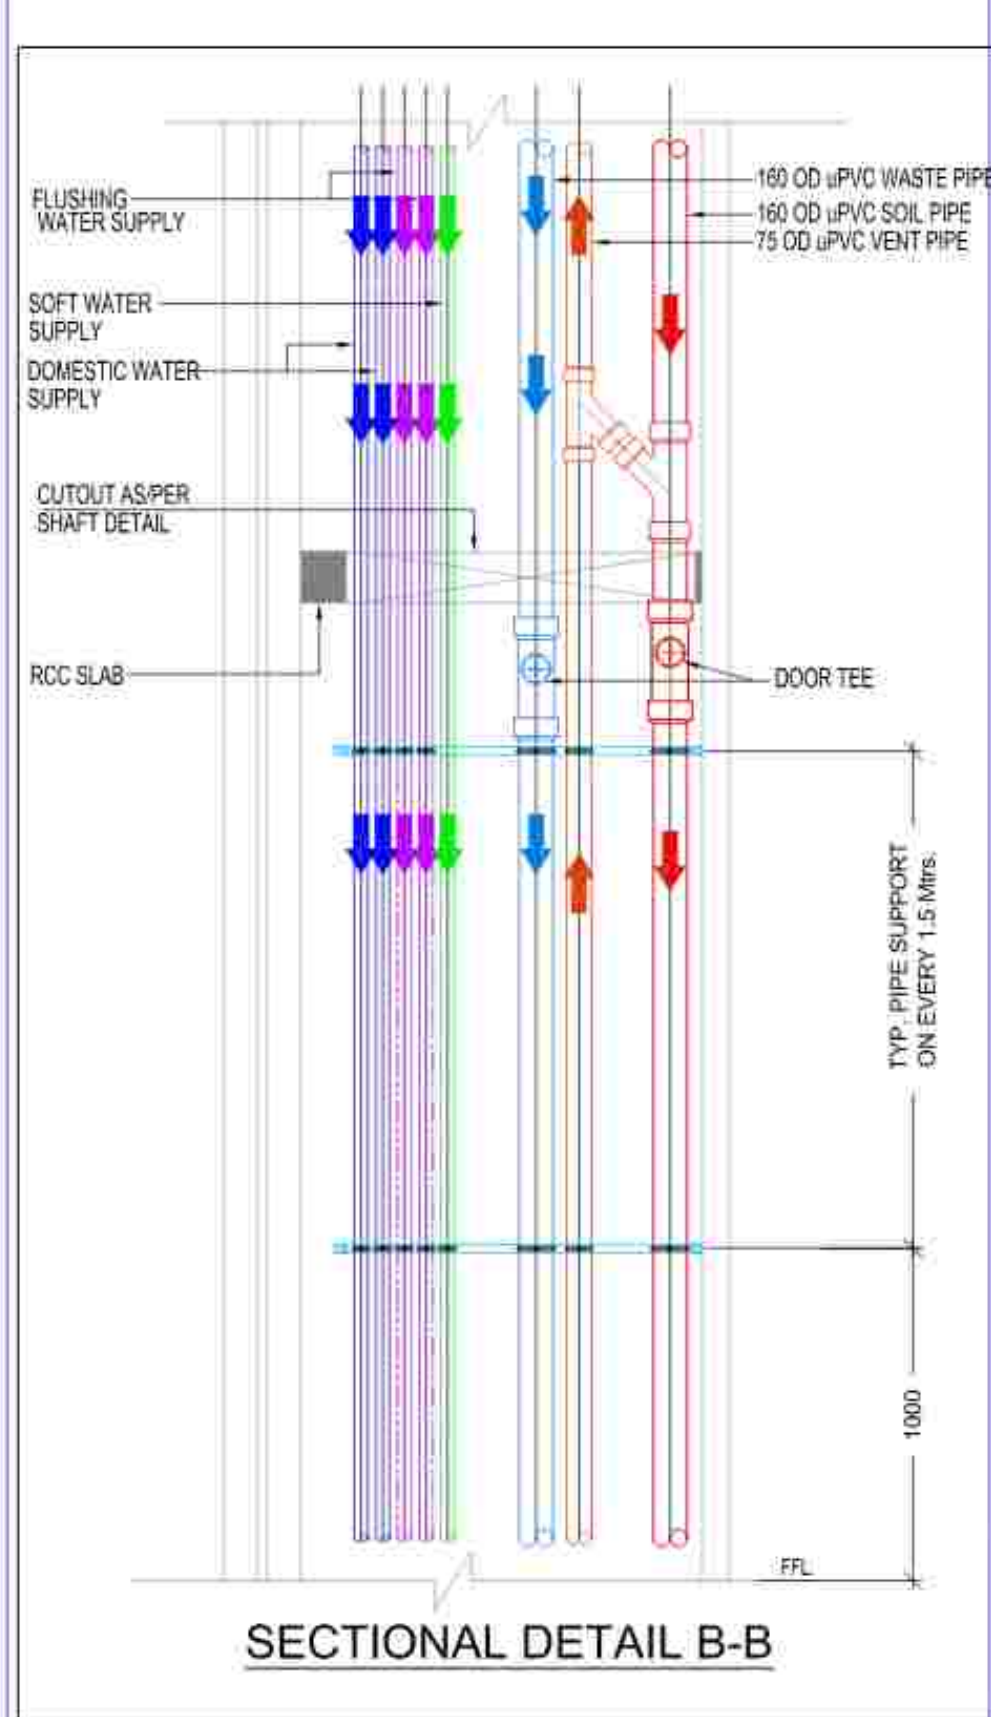 FLUSHING
WATER SUPPLY
SOFT WATER
SUPPLY
DOMESTIC WATER
SUPPLY
CUTOUT AS/PER
SHAFT DETAIL
RCC SLAB
160 OD uPVC WASTE PIPE
160 OD uPVC SOIL PIPE
75 OD uPVC VENT PIPE
DOOR TEE
TYP. PIPE SUPPORT
ON EVERY 1.5 Mtrs.
1000
FFL
SECTIONAL DETAIL B-B